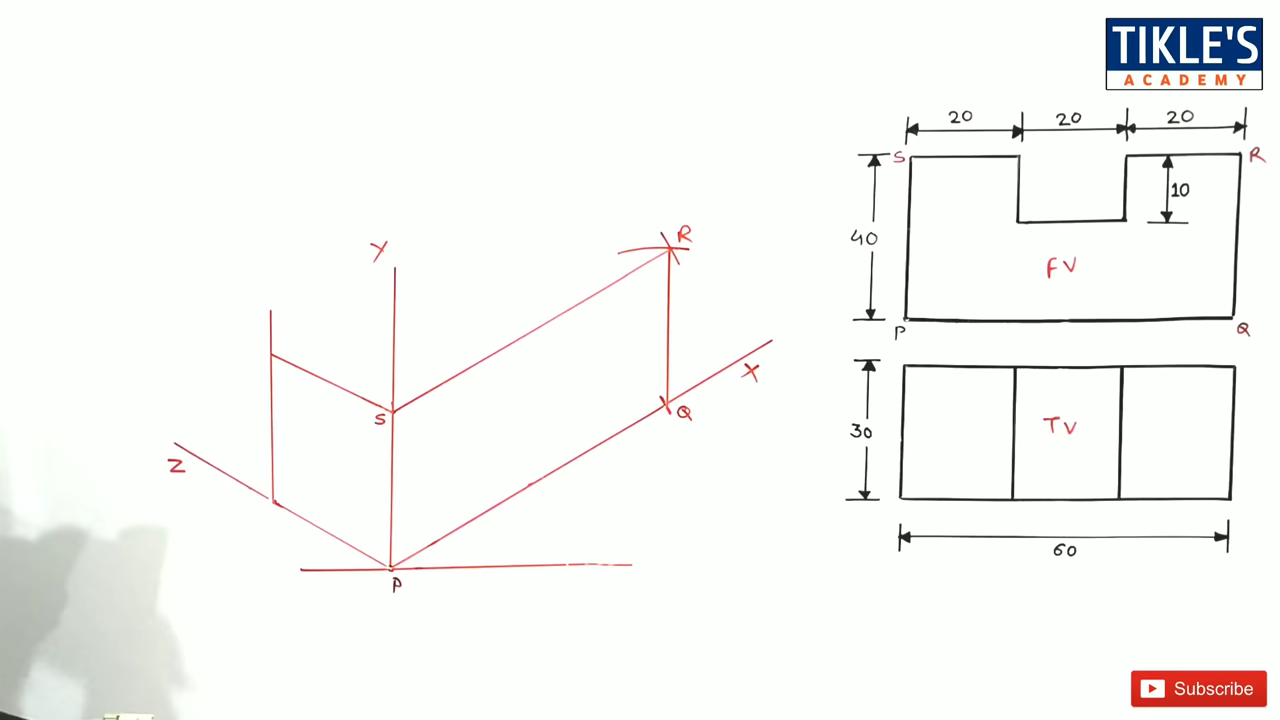 TIKLE'S
ACADEMY
20 20 20
S R
10
40
FV
P Q
30
TV
60
Y
R
X
S
Q
Z
P
Subscribe